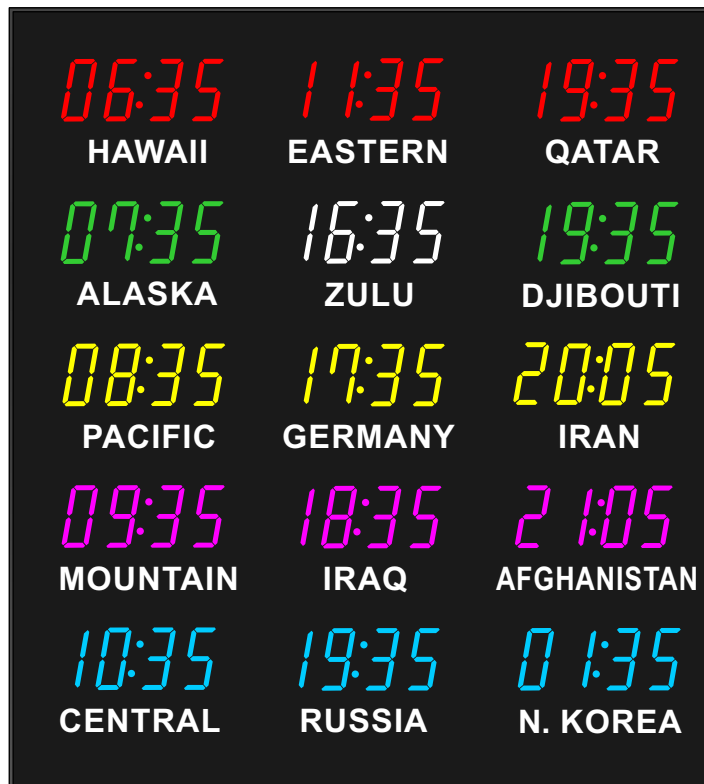 06:35 11:35 19:35
HAWAII EASTERN QATAR
07:35 16:35 19:35
ALASKA ZULU DJIBOUTI
08:35 17:35 20:05
PACIFIC GERMANY IRAN
09:35 18:35 21:05
MOUNTAIN IRAQ AFGHANISTAN
10:35 19:35 01:35
CENTRAL RUSSIA N. KOREA